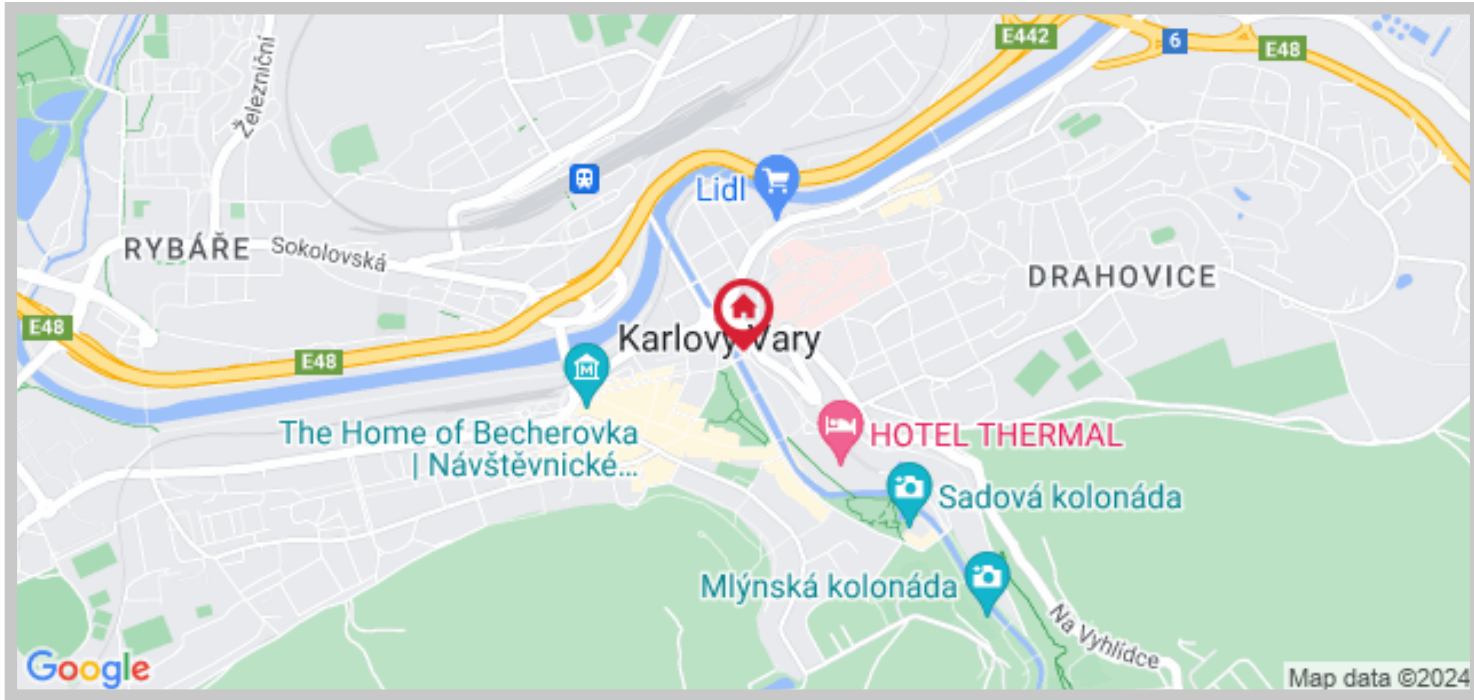 E442
6
E48
Železniční
Lidl
RYBÁŘE
Sokolovská
DRAHOVICE
E48
Karlovy Vary
E48
The Home of Becherovka
| Návštěvnické...
HOTEL THERMAL
Sadová kolonáda
Mlýnská kolonáda
Na Vyhlídce
Google
Map data ©2024